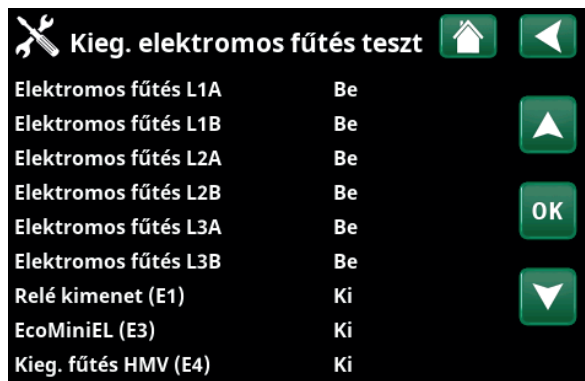 Kieg. elektromos fűtés teszt
Elektromos fűtés L1A Be
Elektromos fűtés L1B Be
Elektromos fűtés L2A Be
Elektromos fűtés L2B Be
Elektromos fűtés L3A Be
Elektromos fűtés L3B Be
Relé kimenet (E1) Ki
EcoMiniEL (E3) Ki
Kieg. fűtés HMV (E4) Ki
OK